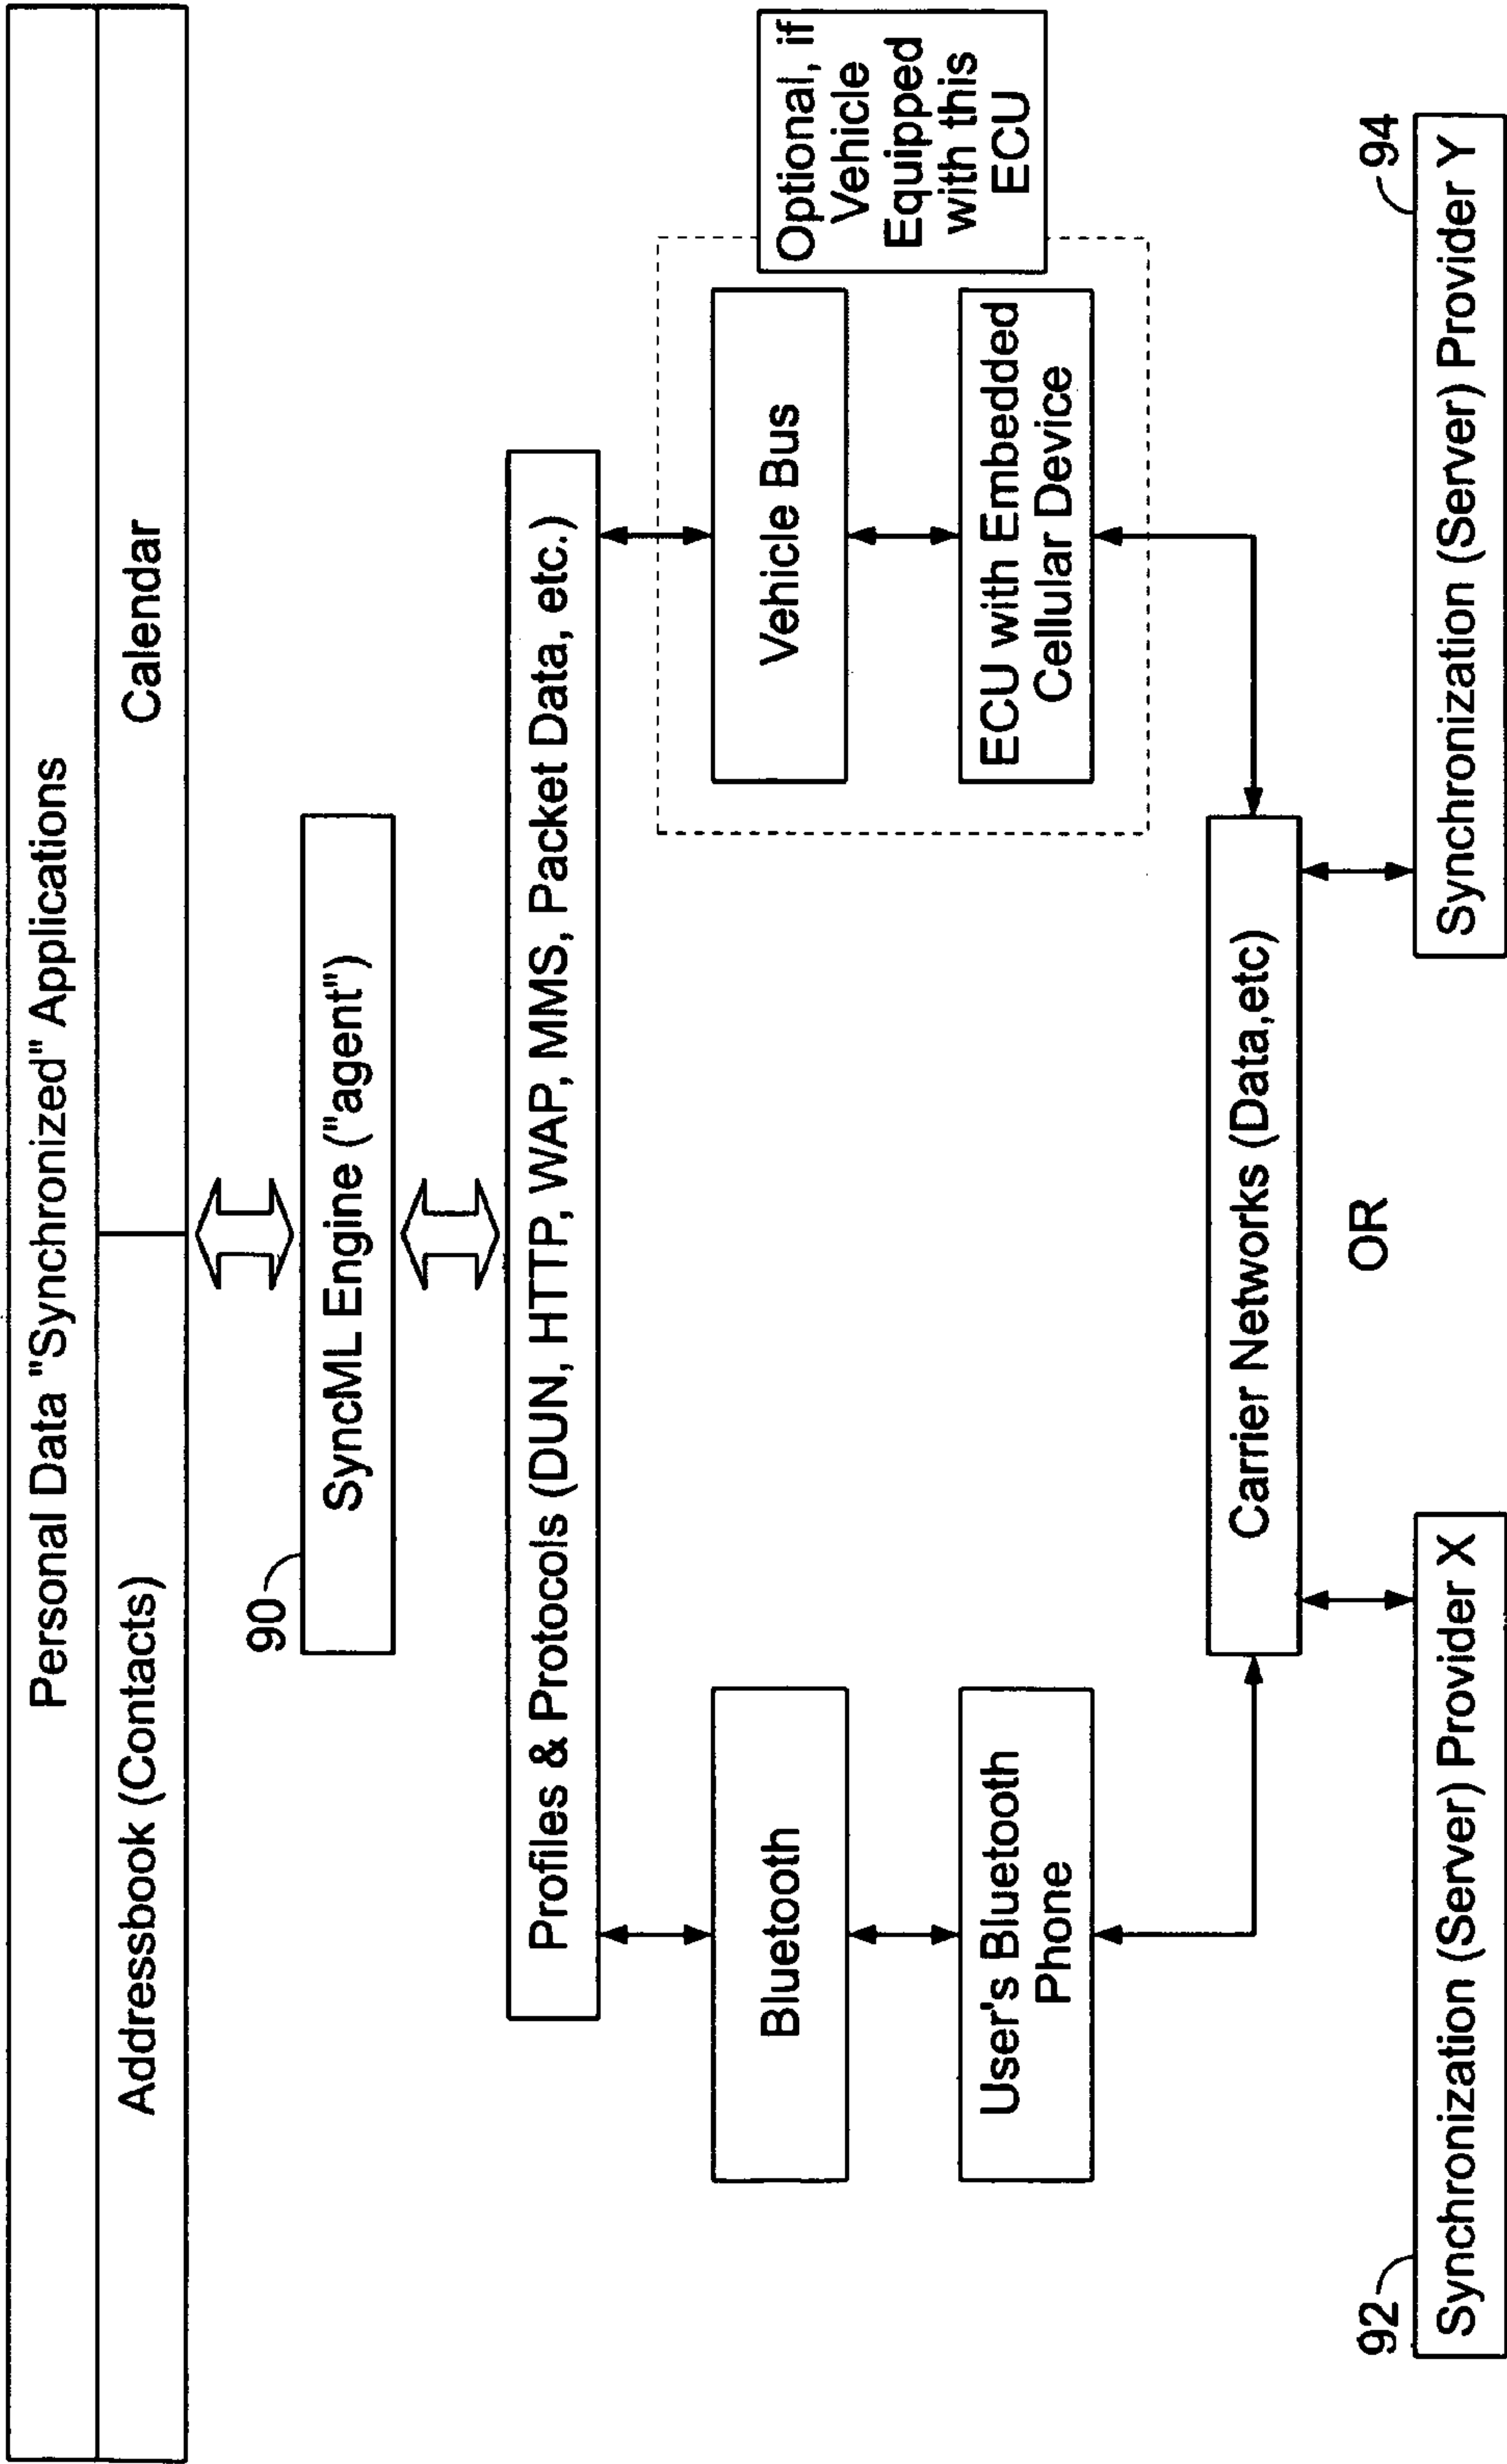 Personal Data "Synchronized" Applications
Addressbook (Contacts)
Calendar
90
SyncML Engine ("agent")
Profiles & Protocols (DUN, HTTP, WAP, MMS, Packet Data, etc.)
Bluetooth
Vehicle Bus
Optional, if
Vehicle
Equipped
with this
ECU
User's Bluetooth
Phone
ECU with Embedded
Cellular Device
Carrier Networks (Data,etc)
OR
92
Synchronization (Server) Provider X
94
Synchronization (Server) Provider Y